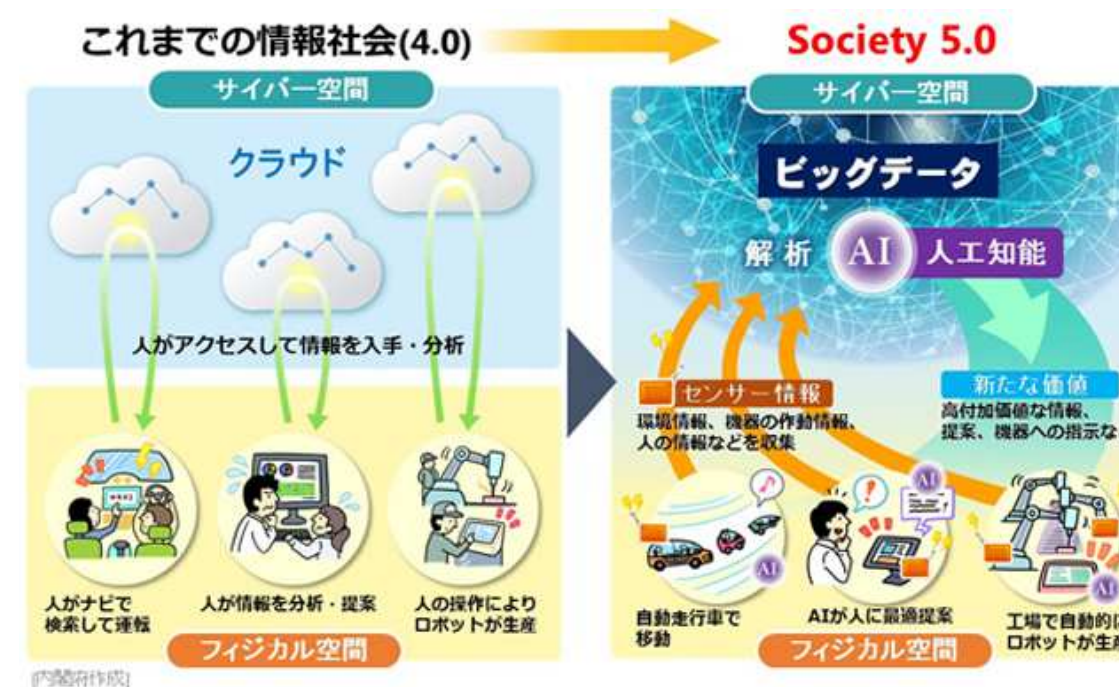 これまでの情報社会(4.0)
Society 5.0
サイバー空間
クラウド
人がアクセスして情報を入手・分析
人がナビで
検索して運転
人が情報を分析・提案
人の操作により
ロボットが生産
フィジカル空間
[内閣府作成]
サイバー空間
ビッグデータ
解析
AI
人工知能
センサー情報
環境情報、機器の作動情報、
人の情報などを収集
新たな価値
高付加価値な情報、
提案、機器への指示な
AI
AI
AI
自動走行車で
移動
AIが人に最適提案
工場で自動的に
ロボットが生産
フィジカル空間